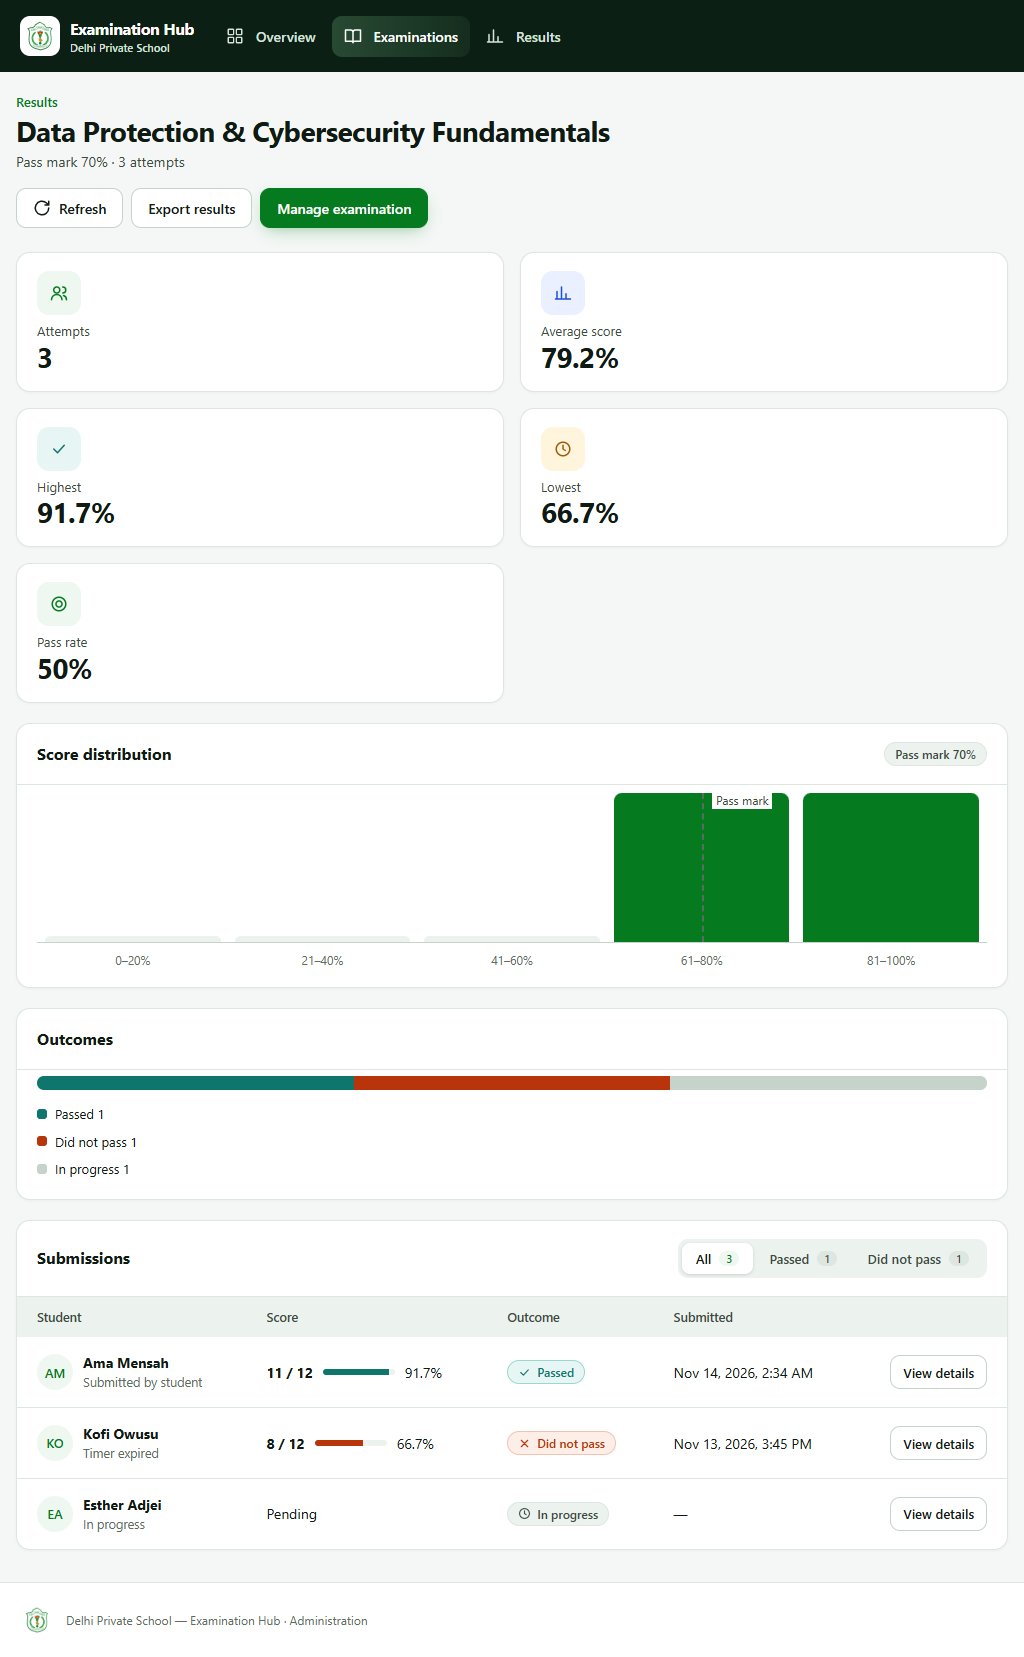 Examination Hub
Delhi Private School
Overview
Examinations
Results
Results
Data Protection & Cybersecurity Fundamentals
Pass mark 70% · 3 attempts
Refresh
Export results
Manage examination
Attempts
3
Average score
79.2%
Highest
91.7%
Lowest
66.7%
Pass rate
50%
Score distribution
Pass mark 70%
Pass mark
0–20%
21–40%
41–60%
61–80%
81–100%
Outcomes
Passed 1
Did not pass 1
In progress 1
Submissions
All 3
Passed 1
Did not pass 1
Student Score Outcome Submitted
AM
Ama Mensah
Submitted by student
11 / 12
91.7%
Passed
Nov 14, 2026, 2:34 AM
View details
KO
Kofi Owusu
Timer expired
8 / 12
66.7%
Did not pass
Nov 13, 2026, 3:45 PM
View details
EA
Esther Adjei
In progress
Pending
In progress
—
View details
Delhi Private School — Examination Hub · Administration